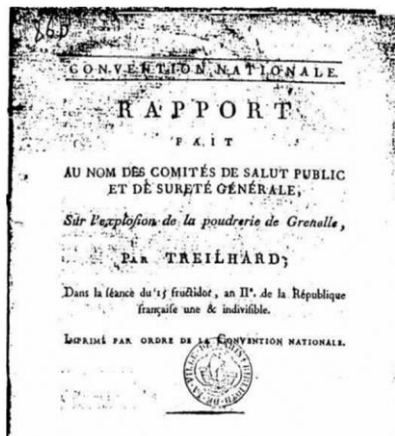 CONVENTION NATIONALE.
RAPPORT
FAIT
AU NOM DES COMITÉS DE SALUT PUBLIC
ET DE SURETÉ GÉNÉRALE,
Sur l'explosion de la poudrerie de Grenelle,
PAR TREILHARD;
Dans la séance du 15 fructidor, an IIe. de la République
française une & indivisible.
IMPRIMÉ PAR ORDRE DE LA CONVENTION NATIONALE.